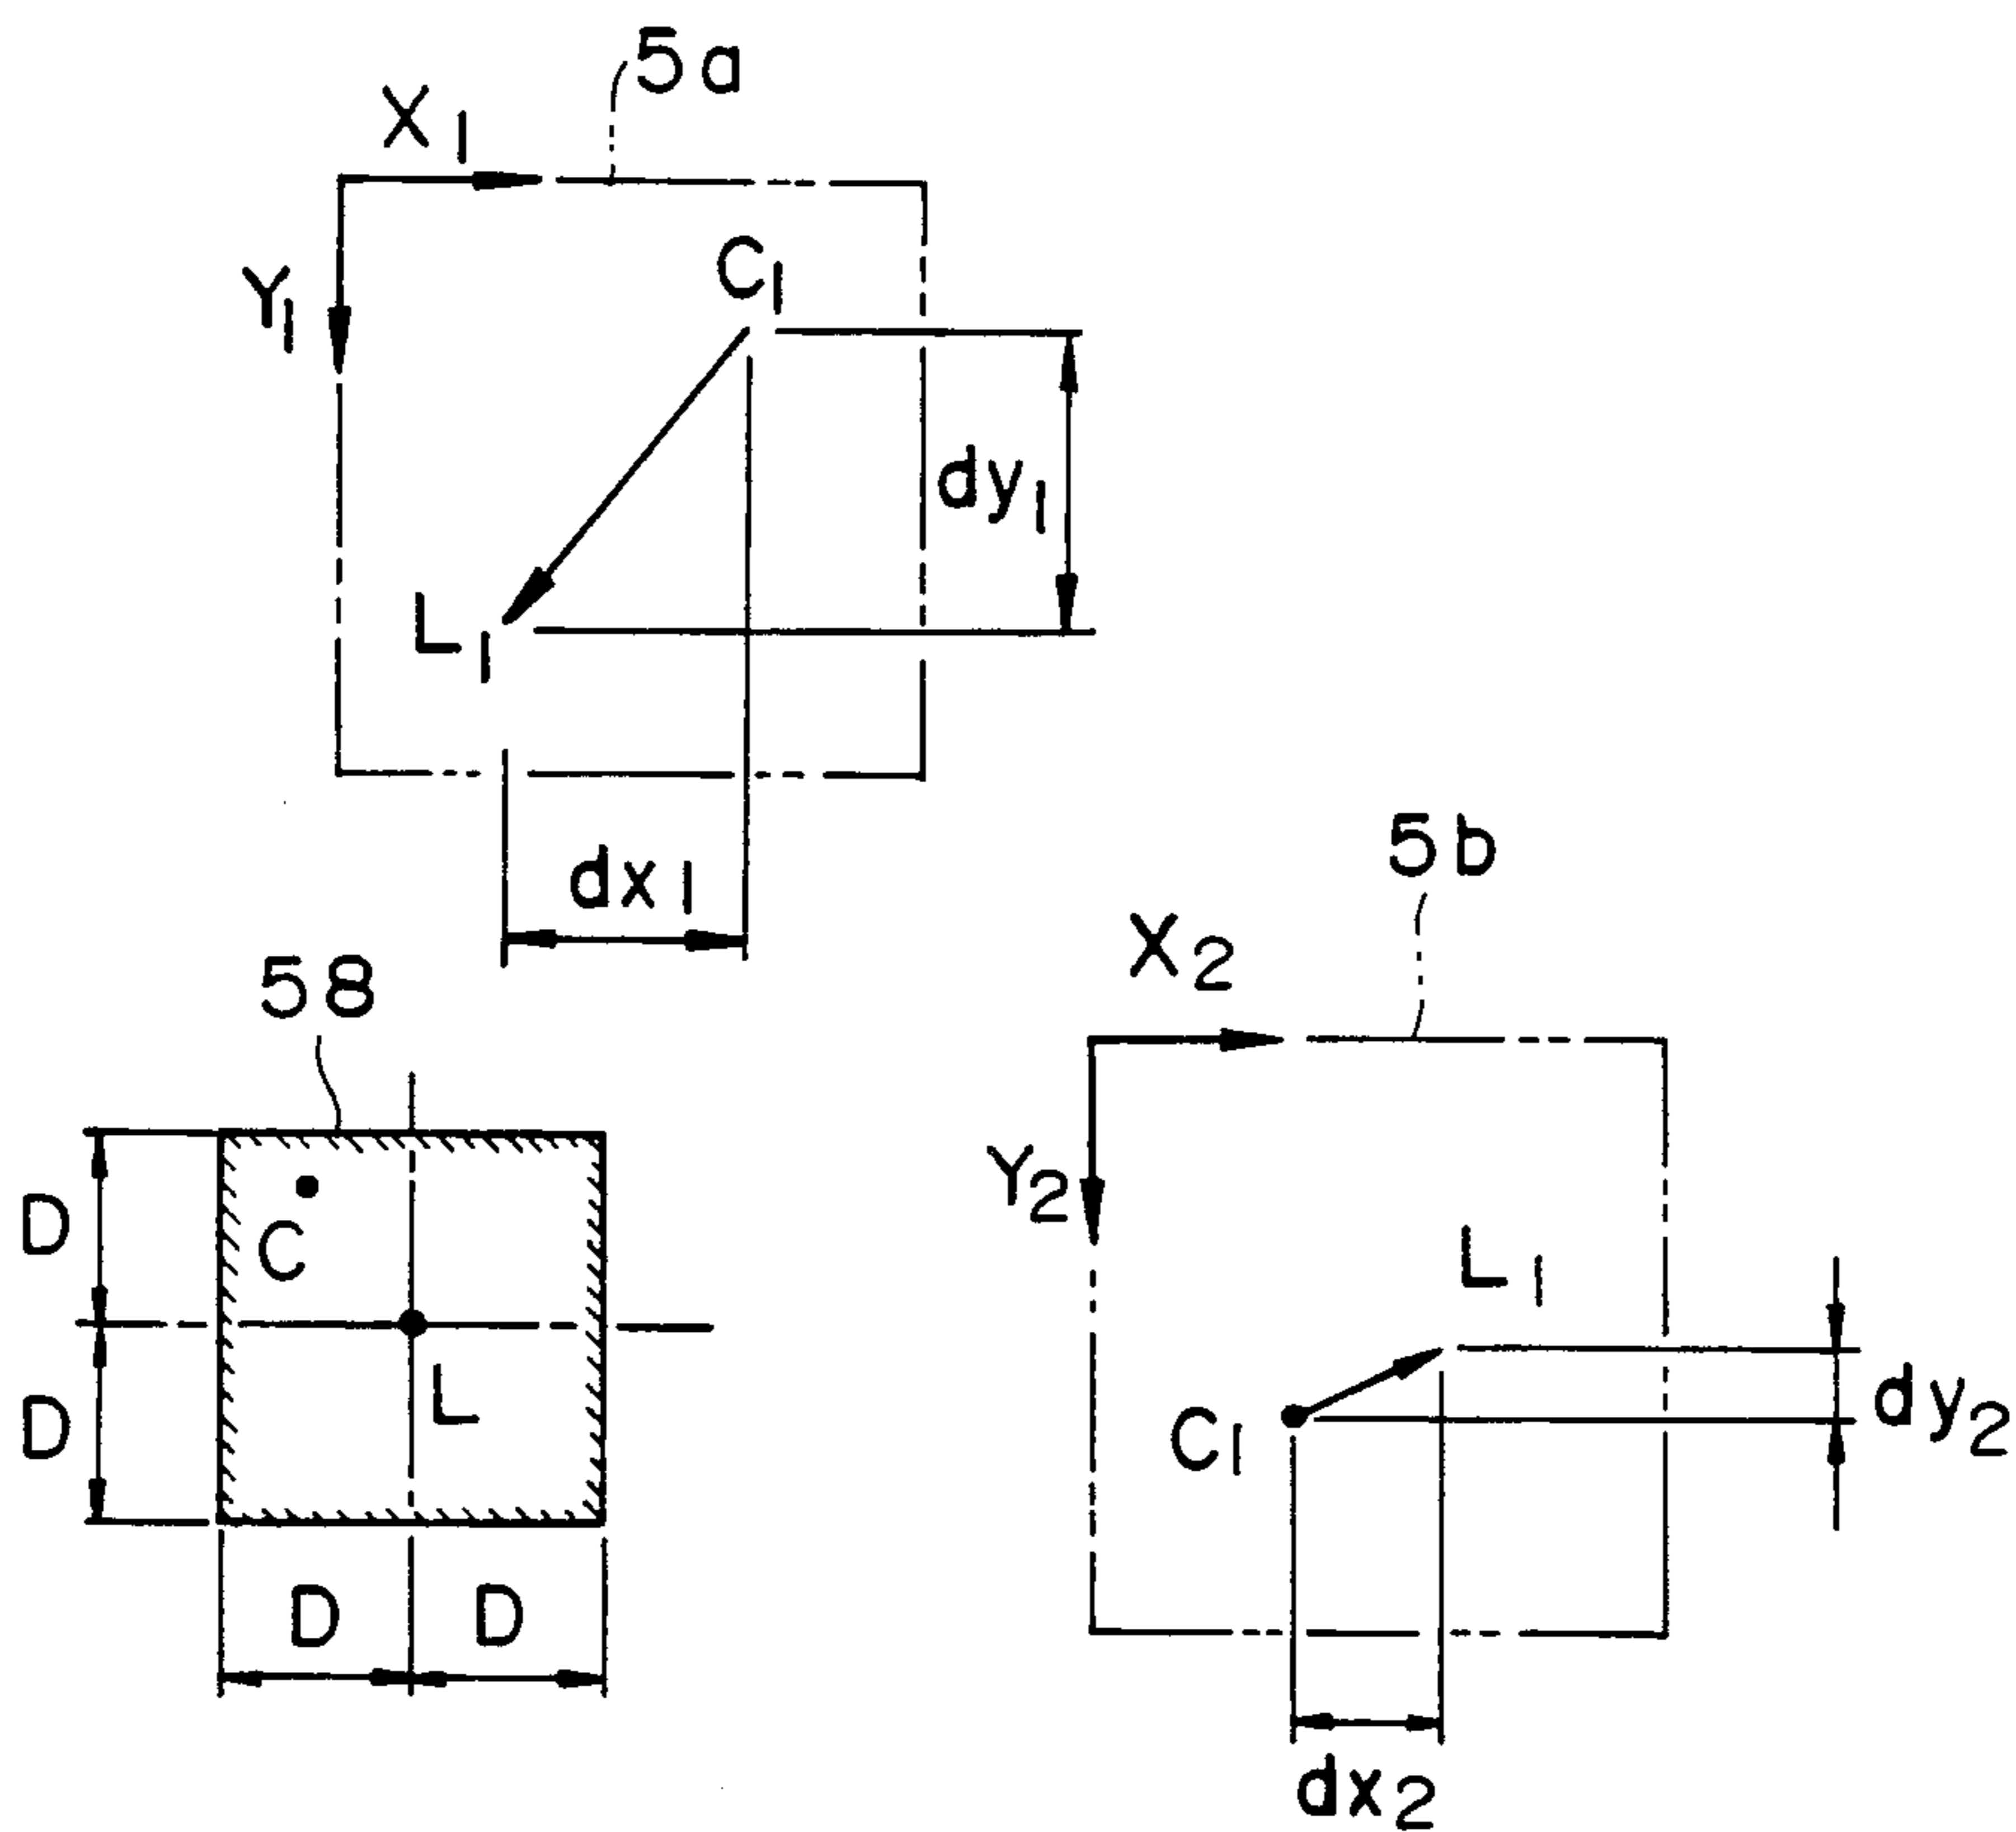 5a
X₁
C₁
Y₁
dy₁
L₁
dx₁
5b
X₂
58
Y₂
D
C
L₁
dy₂
L
D
C₁
D D
dx₂